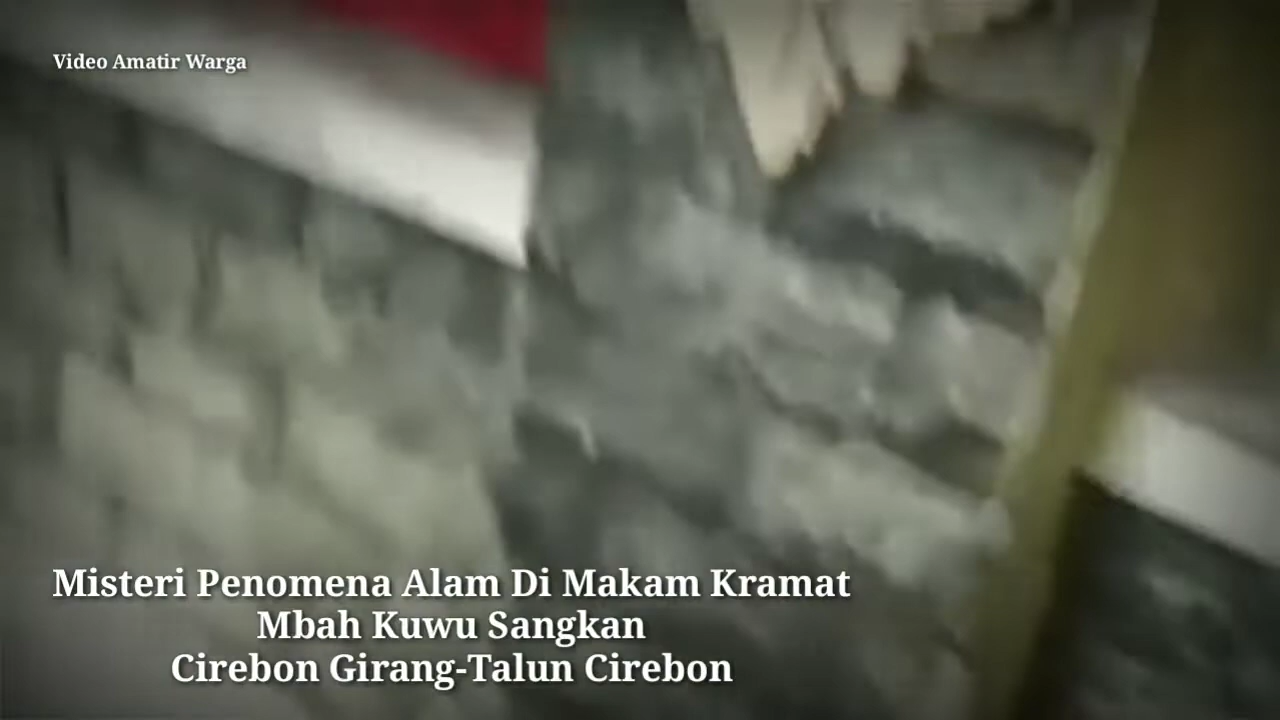 Video Amatir Warga
Misteri Penomena Alam Di Makam Kramat
Mbah Kuwu Sangkan
Cirebon Girang-Talun Cirebon